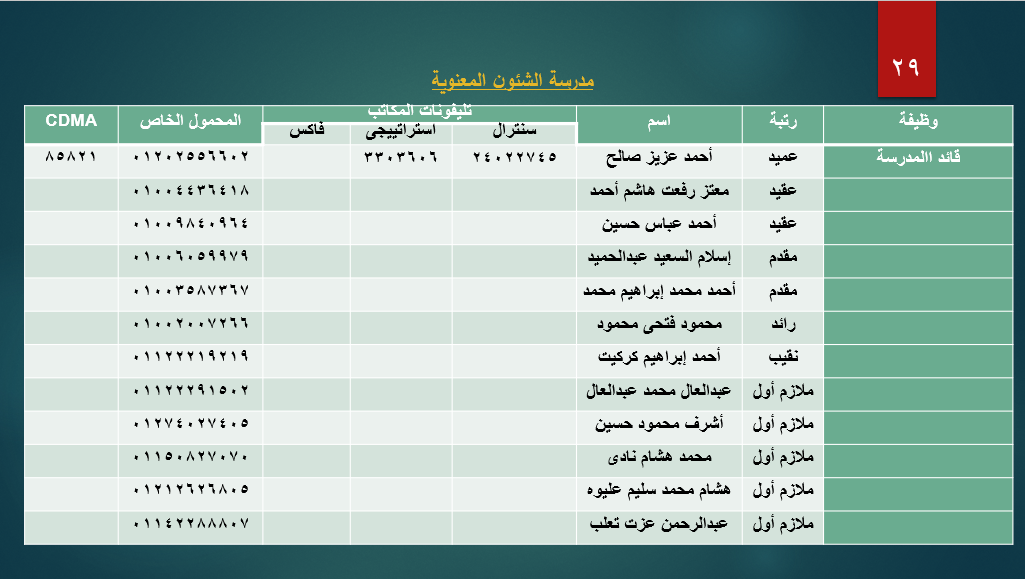 ٢٩
مدرسة الشئون المعنوية
وظيفة رتبة اسم تليفونات المكاتب المحمول الخاص CDMA
سنترال استراتييجى فاكس
قائد االمدرسة عميد أحمد عزيز صالح ٢٤٠٢٢٧٤٥ ٣٣٠٣٦٠٦ ٠١٢٠٢٥٥٦٦٠٢ ٨٥٨٢١
عقيد معتز رفعت هاشم أحمد ٠١٠٠٤٤٣٦٤١٨
عقيد أحمد عباس حسين ٠١٠٠٩٨٤٠٩٦٤
مقدم إسلام السعيد عبدالحميد ٠١٠٠٦٠٥٩٩٧٩
مقدم أحمد محمد إبراهيم محمد ٠١٠٠٣٥٨٧٣٦٧
رائد محمود فتحى محمود ٠١٠٠٢٠٠٧٢٦٦
نقيب أحمد إبراهيم كركيت ٠١١٢٢٢١٩٢١٩
ملازم أول عبدالعال محمد عبدالعال ٠١١٢٢٢٩١٥٠٢
ملازم أول أشرف محمود حسين ٠١٢٧٤٠٢٧٤٠٥
ملازم أول محمد هشام نادى ٠١١٥٠٨٢٧٠٧٠
ملازم أول هشام محمد سليم عليوه ٠١٢١٢٦٢٦٨٠٥
ملازم أول عبدالرحمن عزت تعلب ٠١١٤٢٢٨٨٨٠٧